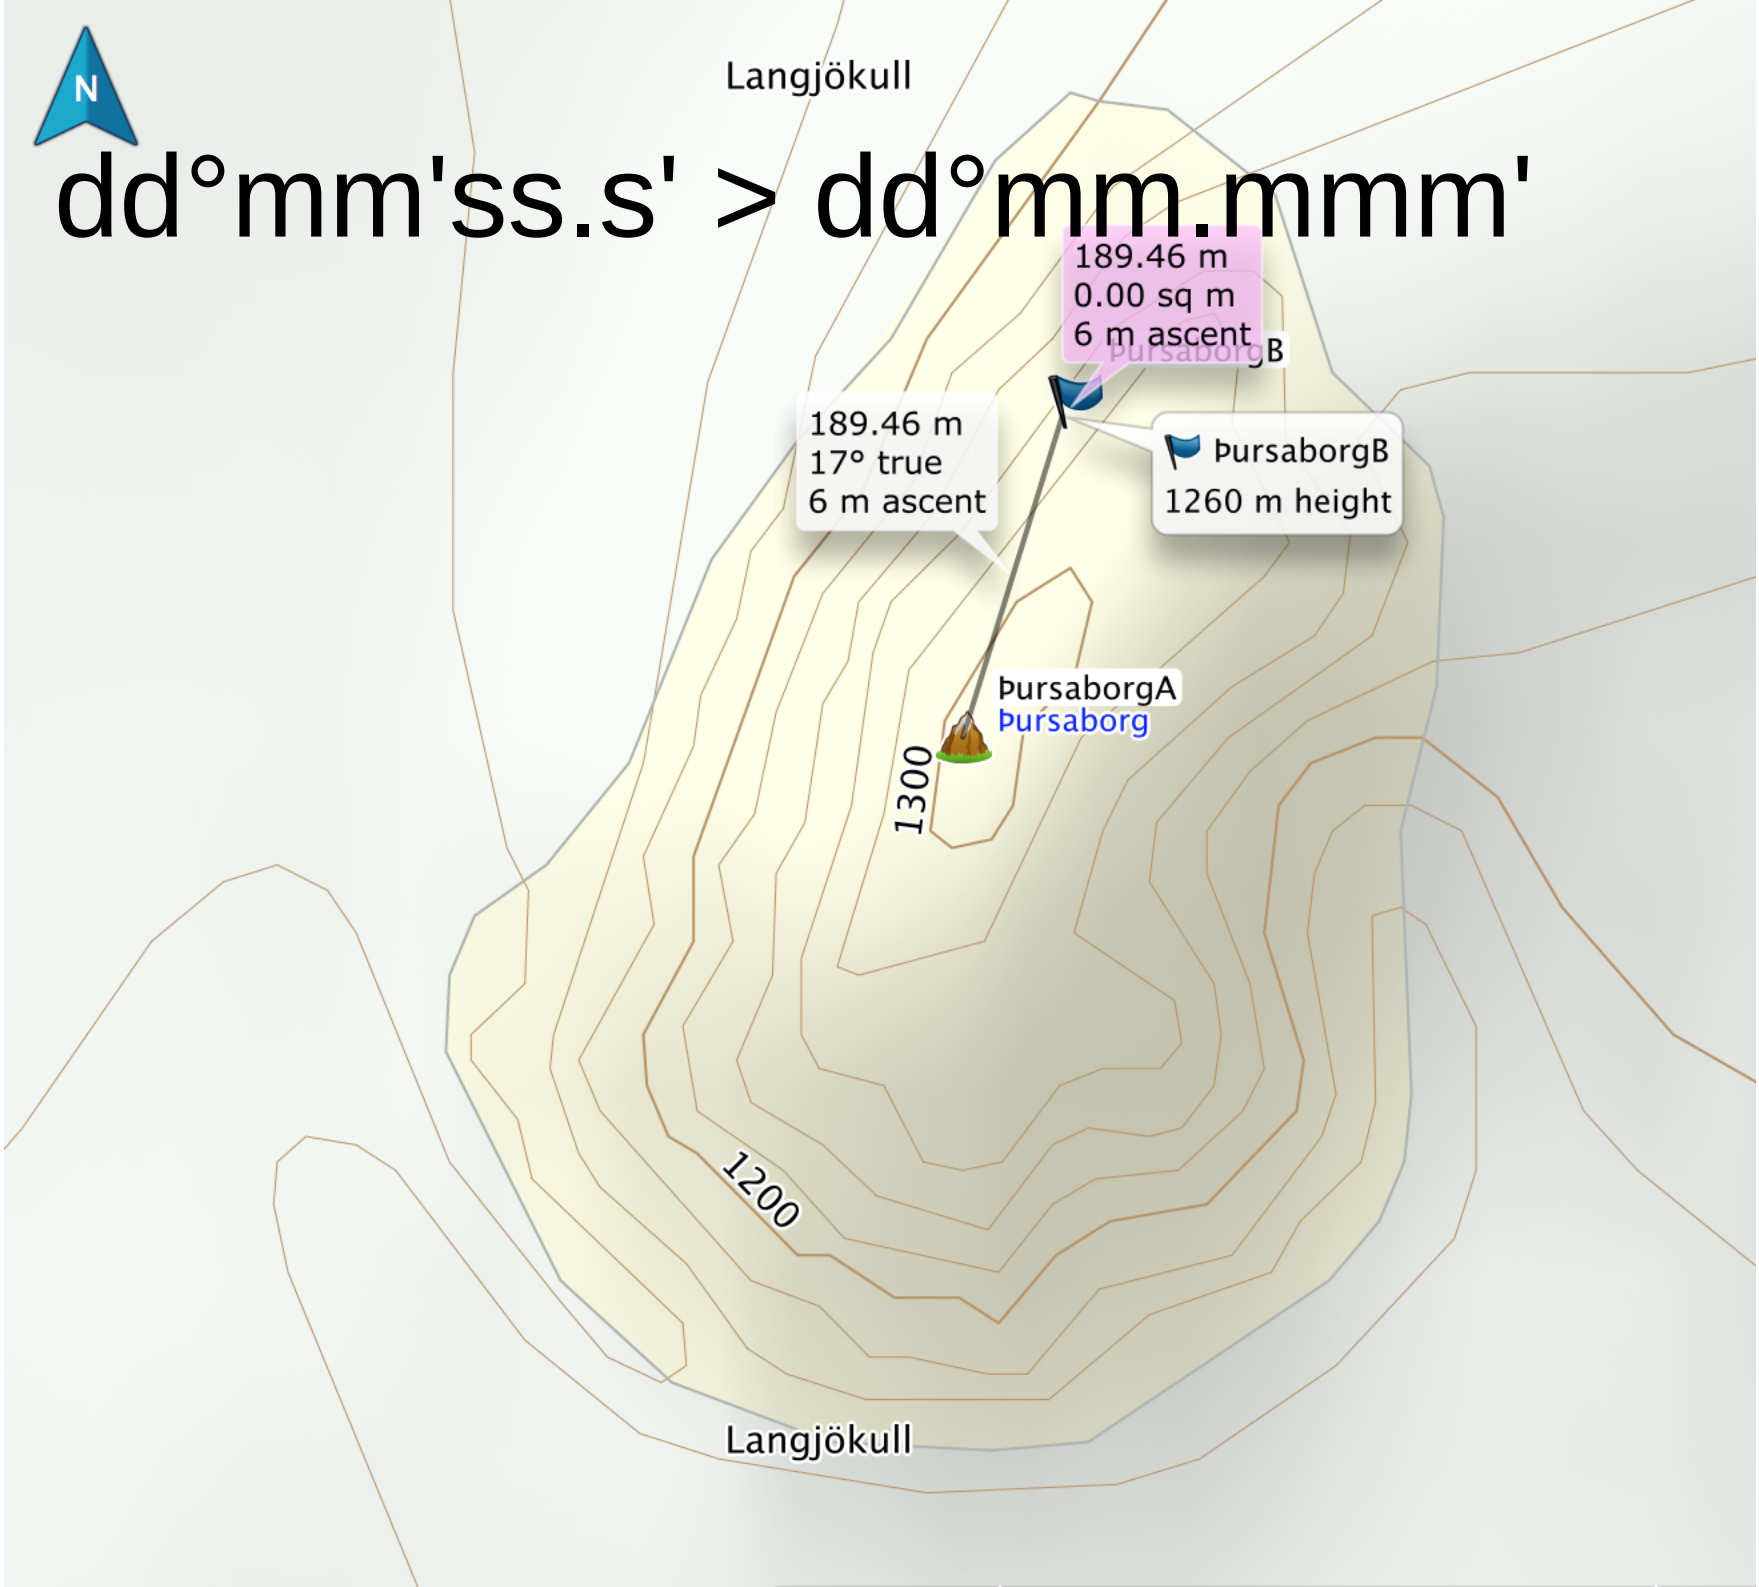 Langjökull
N
dd°mm'ss.s' > dd°mm.mmm'
189.46 m
0.00 sq m
6 m ascent
ÞursaborgB
189.46 m
17° true
6 m ascent
ÞursaborgB
1260 m height
ÞursaborgA
Þursaborg
1300
1200
Langjökull